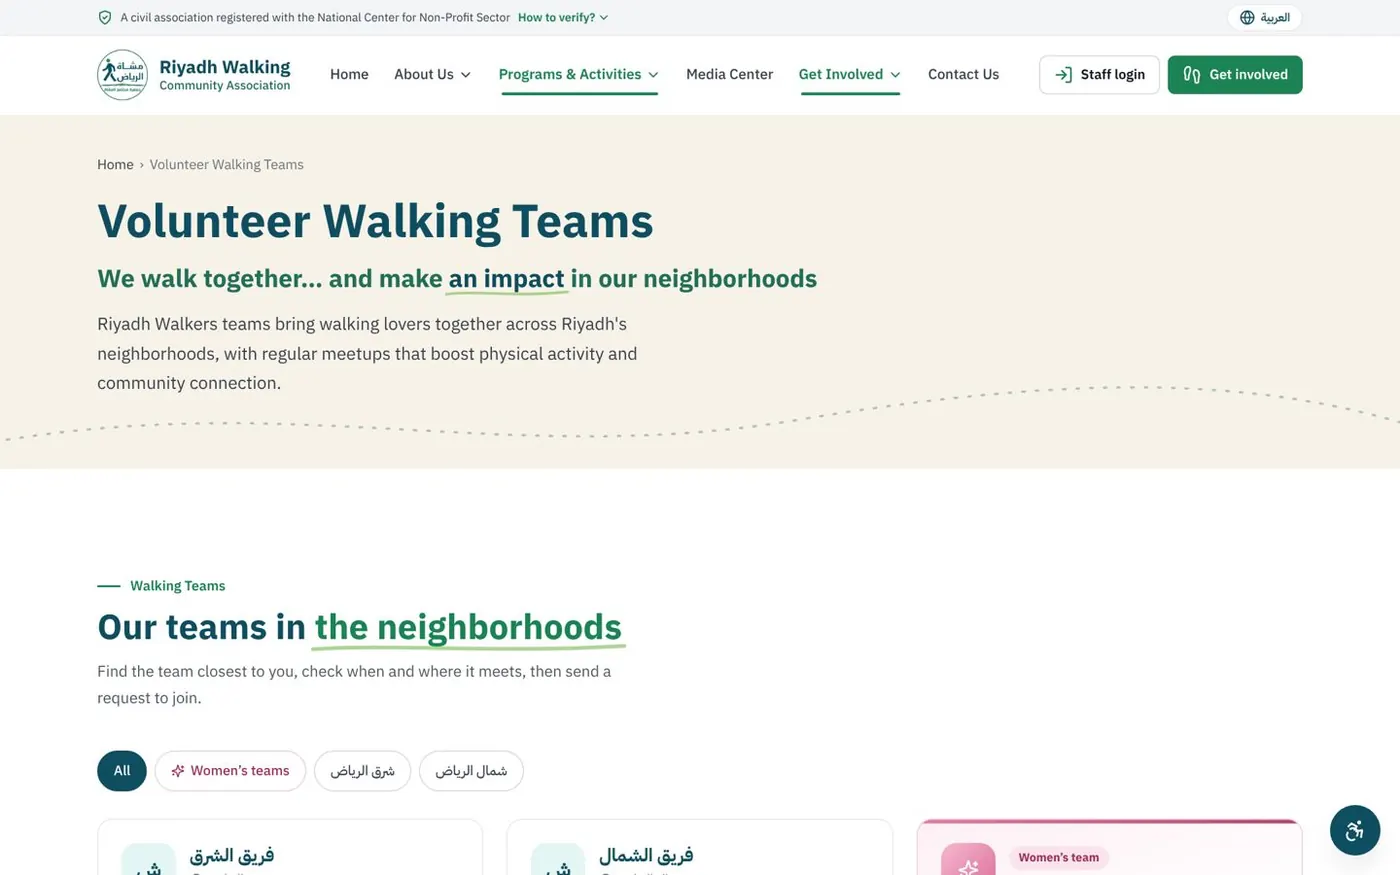 A civil association registered with the National Center for Non-Profit Sector How to verify?
العربية
مشاة
الرياض
Riyadh Walking
Community Association
Home
About Us
Programs & Activities
Media Center
Get Involved
Contact Us
Staff login
Get involved
Home › Volunteer Walking Teams
Volunteer Walking Teams
We walk together... and make an impact in our neighborhoods
Riyadh Walkers teams bring walking lovers together across Riyadh's
neighborhoods, with regular meetups that boost physical activity and
community connection.
Walking Teams
Our teams in the neighborhoods
Find the team closest to you, check when and where it meets, then send a
request to join.
All
Women’s teams
شرق الرياض
شمال الرياض
ش
فريق الشرق
ش
فريق الشمال
Women’s team